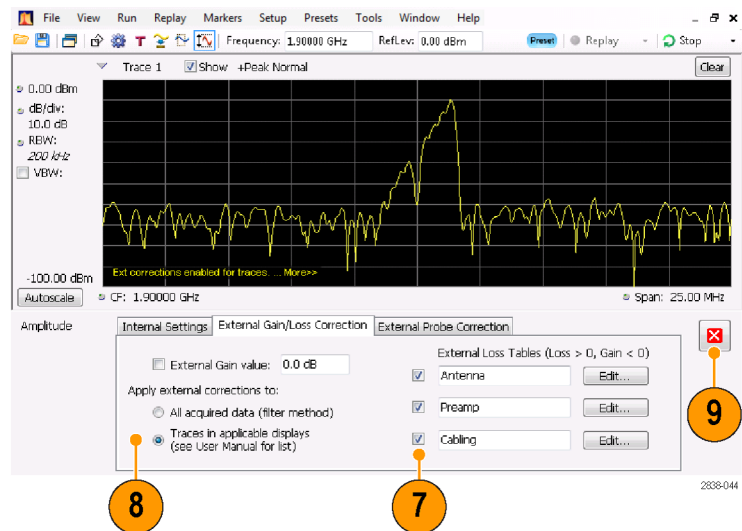 File View Run Replay Markers Setup Presets Tools Window Help
T Frequency: 1.90000 GHz RefLev: 0.00 dBm Preset Replay Stop
Trace 1 Show +Peak Normal Clear
0.00 dBm
dB/div:
10.0 dB
RBW:
200 kHz
VBW:
Ext corrections enabled for traces. ... More>>
-100.00 dBm
Autoscale CF: 1.90000 GHz Span: 25.00 MHz
Amplitude Internal Settings External Gain/Loss Correction External Probe Correction
External Loss Tables (Loss > 0, Gain < 0)
External Gain value: 0.0 dB
Antenna Edit...
Apply external corrections to:
All acquired data (filter method)
Preamp Edit...
Traces in applicable displays
(see User Manual for list)
Cabling Edit...
9
8
7
2838-044